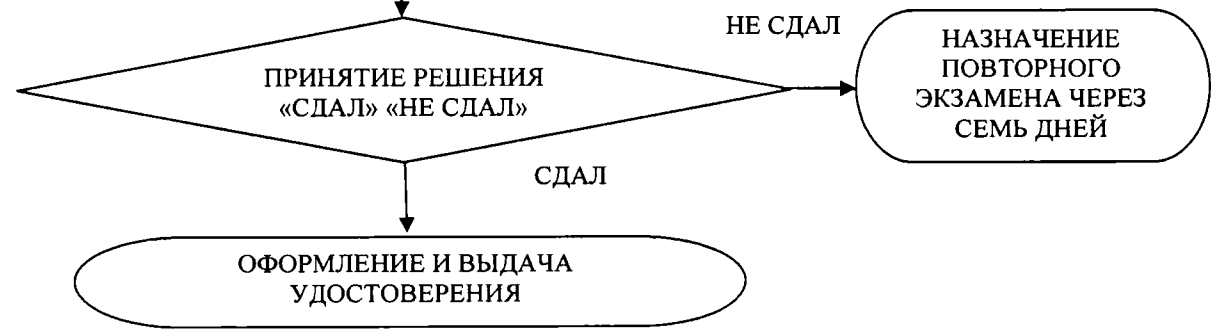 НЕ СДАЛ
ПРИНЯТИЕ РЕШЕНИЯ
«СДАЛ» «НЕ СДАЛ»
НАЗНАЧЕНИЕ
ПОВТОРНОГО
ЭКЗАМЕНА ЧЕРЕЗ
СЕМЬ ДНЕЙ
СДАЛ
ОФОРМЛЕНИЕ И ВЫДАЧА
УДОСТОВЕРЕНИЯ